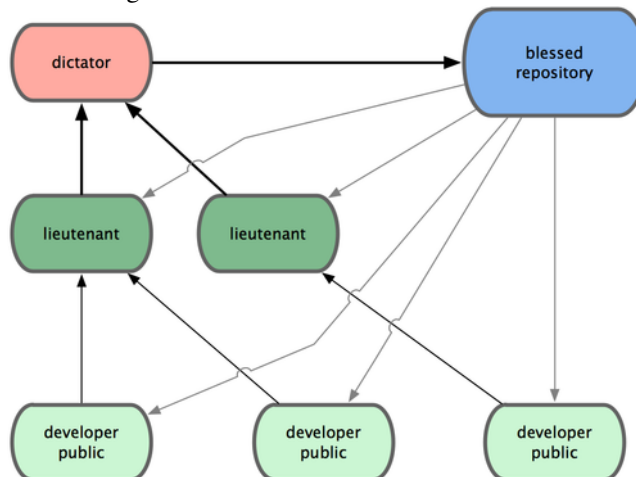 dictator
blessed
repository
lieutenant
lieutenant
developer
public
developer
public
developer
public